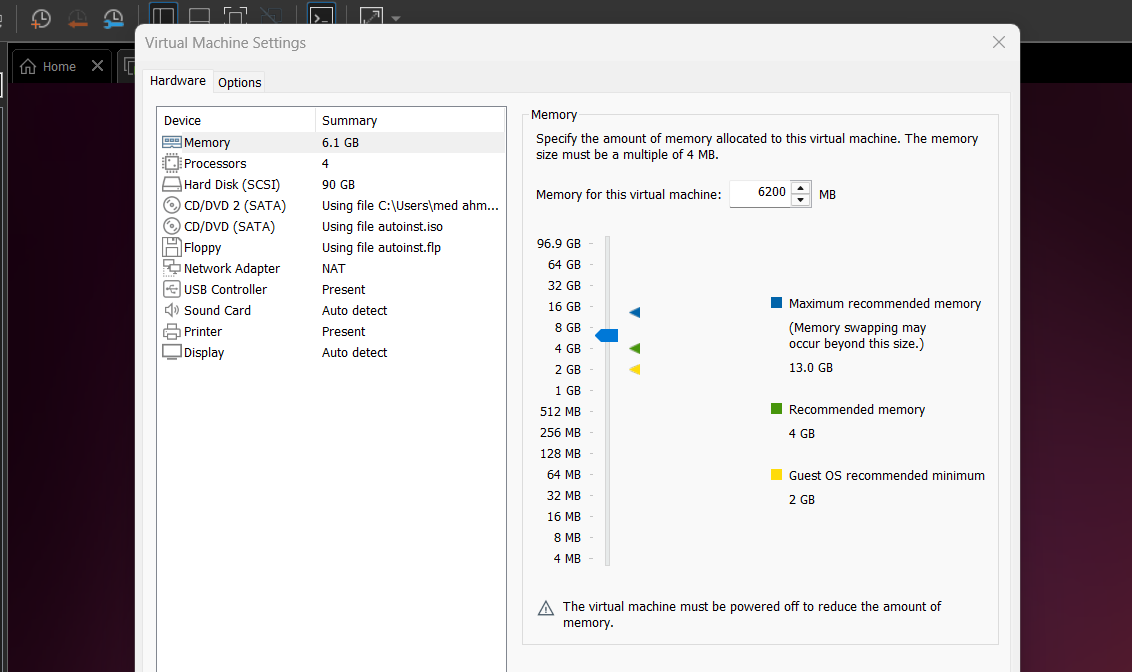 Virtual Machine Settings
Home
Hardware
Options
Device Summary
Memory 6.1 GB
Processors 4
Hard Disk (SCSI) 90 GB
CD/DVD 2 (SATA) Using file C:\Users\med ahm...
CD/DVD (SATA) Using file autoinst.iso
Floppy Using file autoinst.flp
Network Adapter NAT
USB Controller Present
Sound Card Auto detect
Printer Present
Display Auto detect
Memory
Specify the amount of memory allocated to this virtual machine. The memory
size must be a multiple of 4 MB.
Memory for this virtual machine: 6200 MB
96.9 GB
64 GB
32 GB
16 GB
8 GB
4 GB
2 GB
1 GB
512 MB
256 MB
128 MB
64 MB
32 MB
16 MB
8 MB
4 MB
Maximum recommended memory
(Memory swapping may
occur beyond this size.)
13.0 GB
Recommended memory
4 GB
Guest OS recommended minimum
2 GB
The virtual machine must be powered off to reduce the amount of
memory.